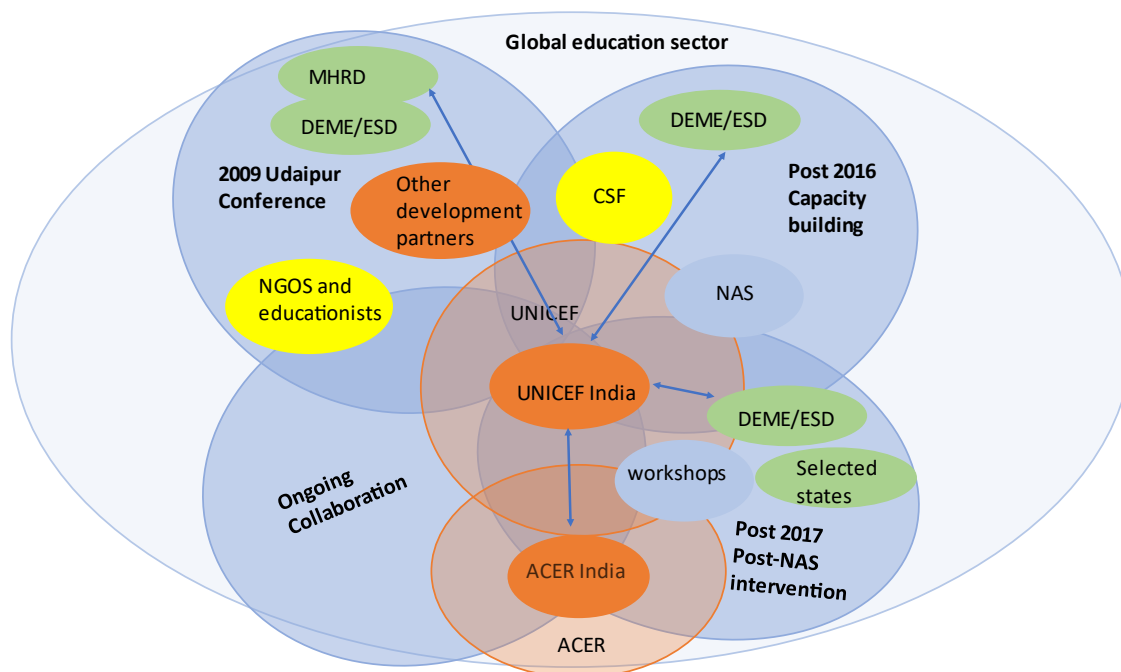 Global education sector
MHRD
DEME/ESD
2009 Udaipur
Conference
Other
development
partners
NGOS and
educationists
DEME/ESD
CSF
Post 2016
Capacity
building
NAS
UNICEF
UNICEF India
DEME/ESD
workshops
Selected
states
Ongoing
Collaboration
Post 2017
Post-NAS
intervention
ACER India
ACER